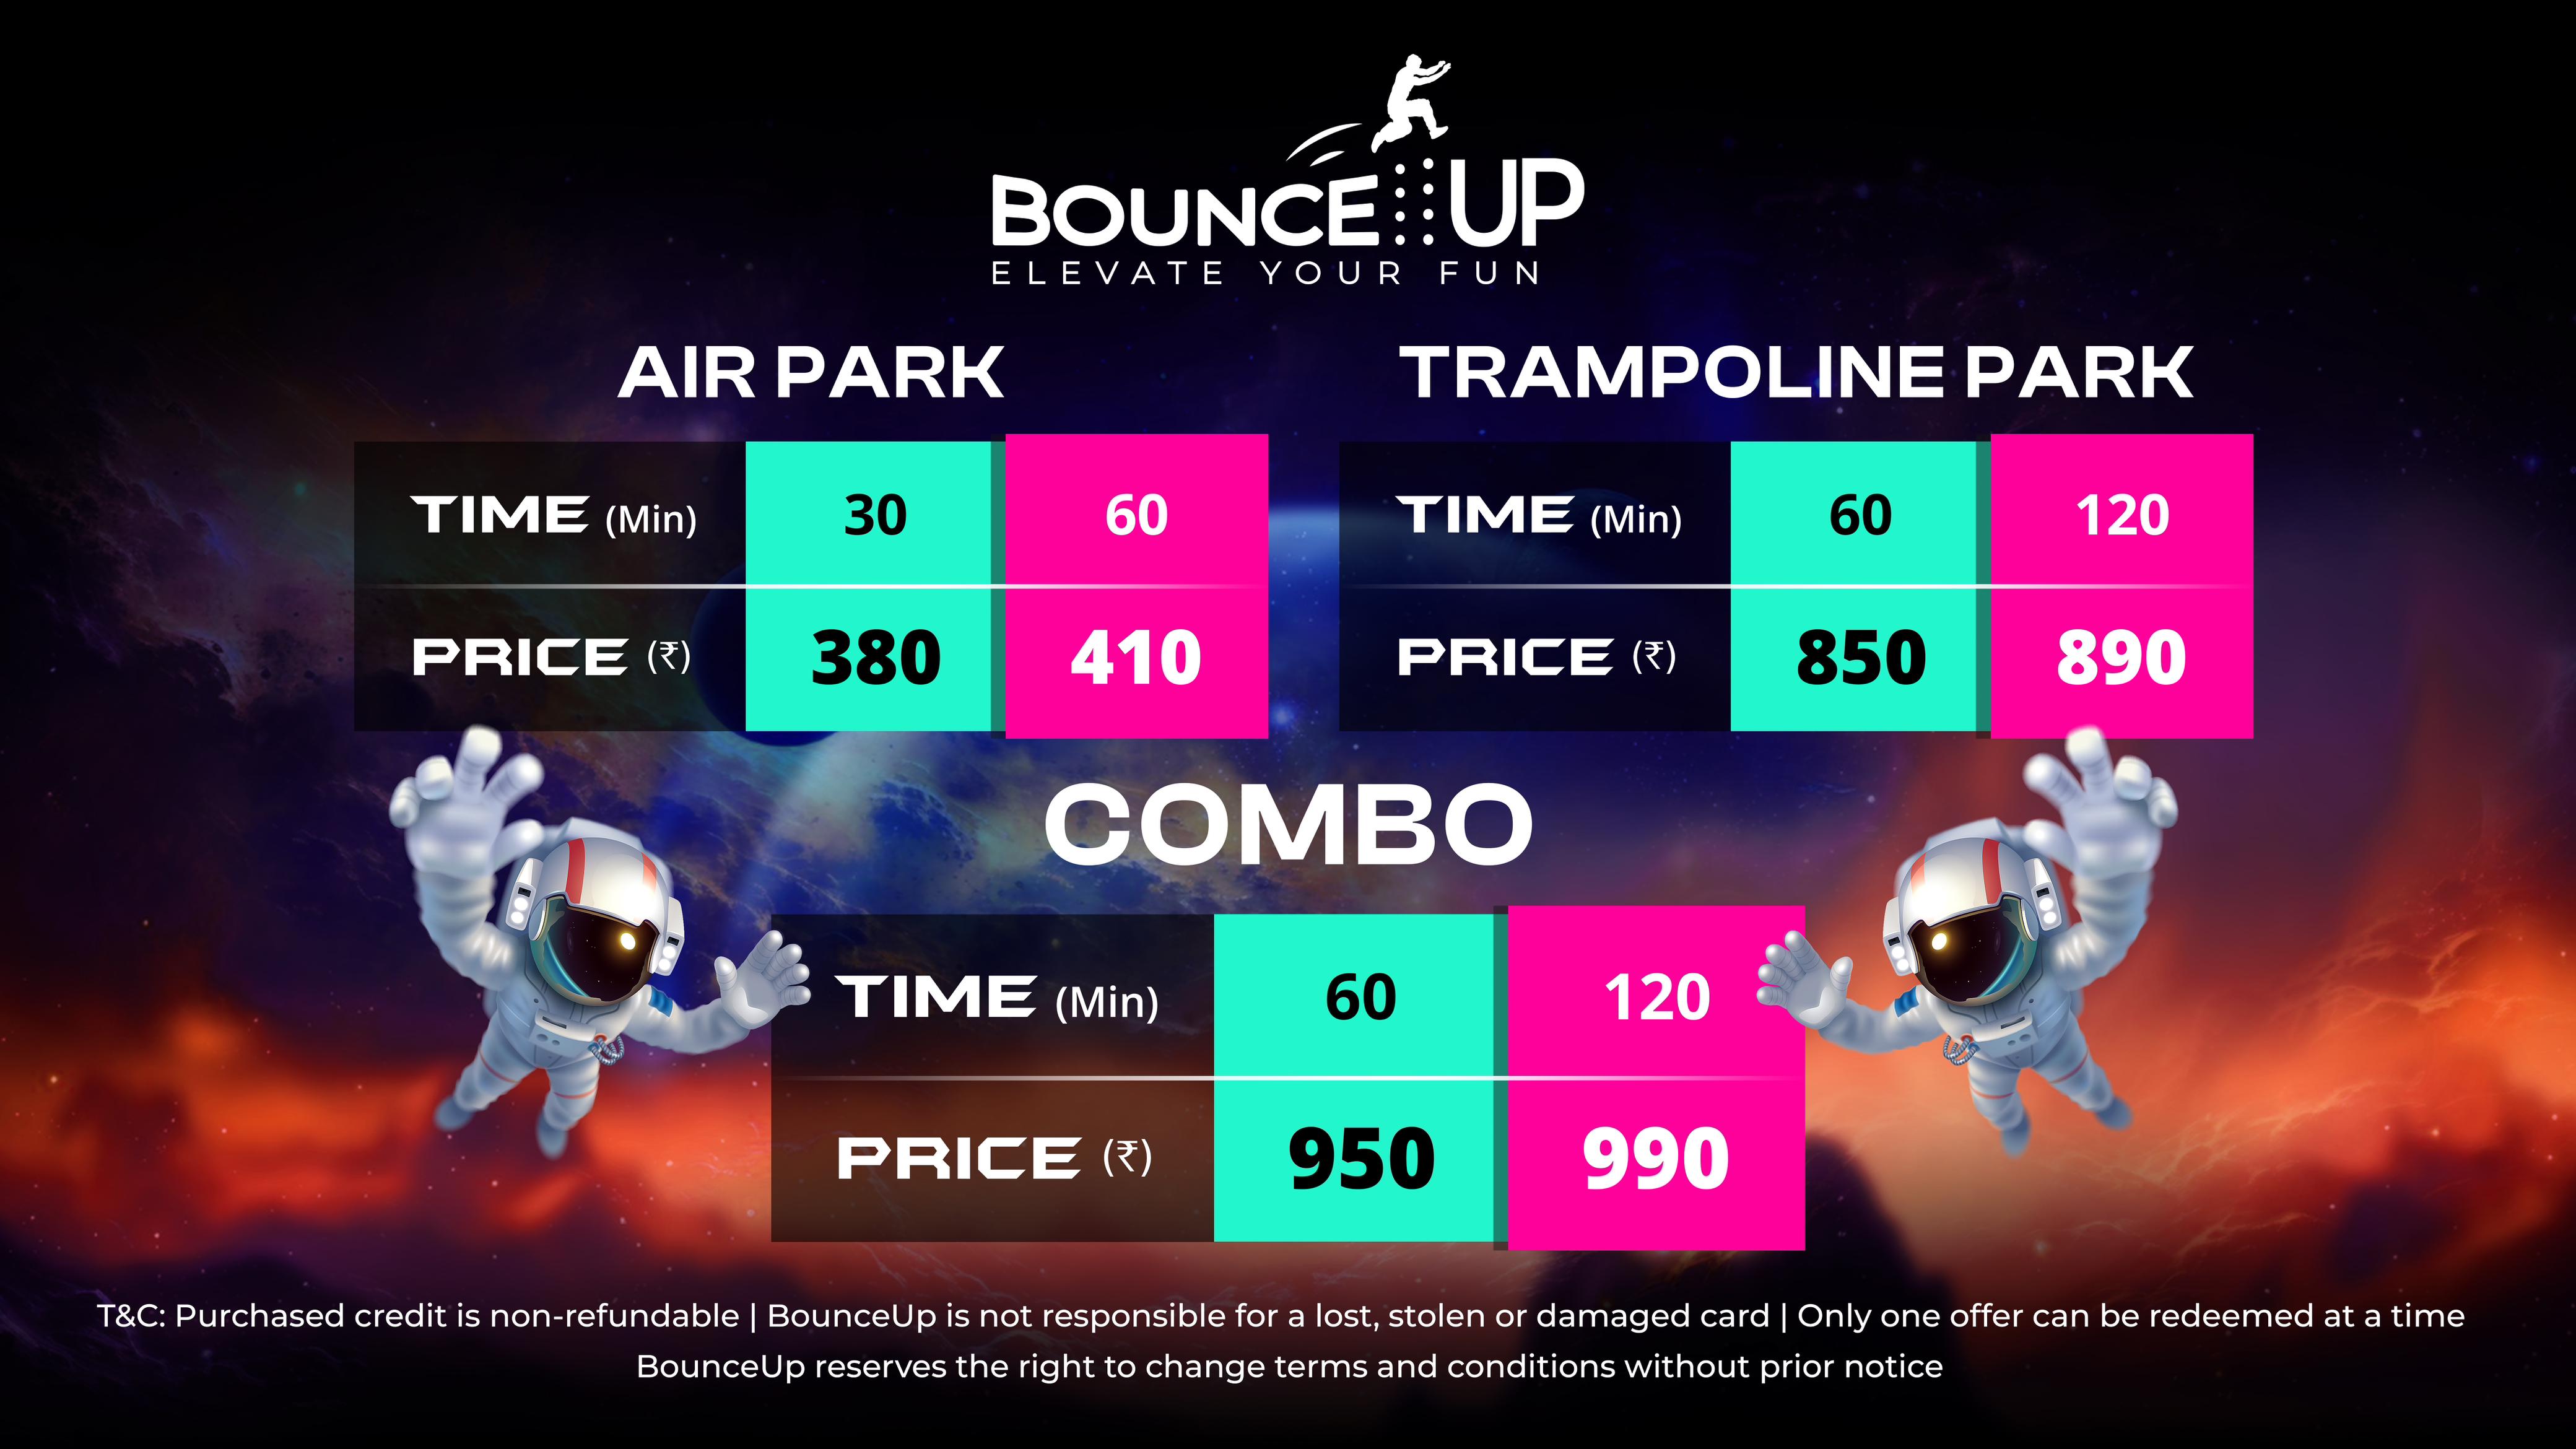 BOUNCE UP
ELEVATE YOUR FUN
AIR PARK
TIME (Min) 30 60
PRICE (₹) 380 410
TRAMPOLINE PARK
TIME (Min) 60 120
PRICE (₹) 850 890
COMBO
TIME (Min) 60 120
PRICE (₹) 950 990
T&C: Purchased credit is non-refundable | BounceUp is not responsible for a lost, stolen or damaged card | Only one offer can be redeemed at a time
BounceUp reserves the right to change terms and conditions without prior notice